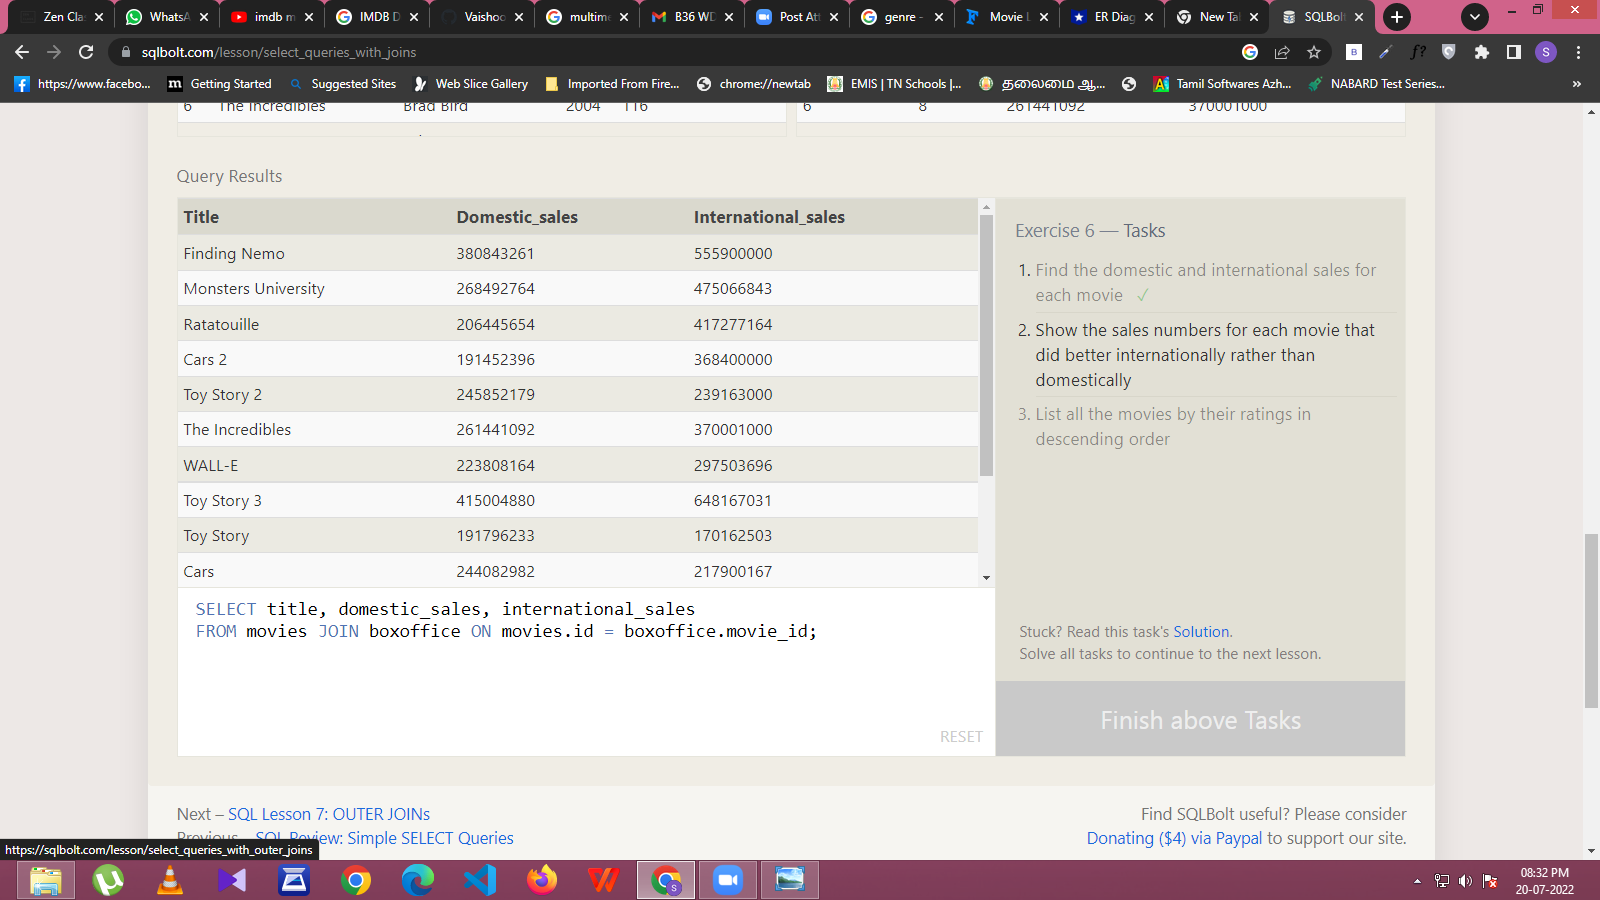 Zen Cla
WhatsA
imdb m
IMDB D
Vaishoo
multime
B36 WD
Post Att
genre -
Movie L
ER Diag
New Tab
SQLBolt
sqlbolt.com/lesson/select_queries_with_joins
https://www.facebo...
Getting Started
Suggested Sites
Web Slice Gallery
Imported From Fire...
chrome://newtab
EMIS | TN Schools |...
தலைமை ஆ...
Tamil Softwares Azh...
NABARD Test Series...
»
6 The Incredibles Brad Bird 2004 116
6 8 261441092 370001000
Query Results
Title Domestic_sales International_sales
Finding Nemo 380843261 555900000
Monsters University 268492764 475066843
Ratatouille 206445654 417277164
Cars 2 191452396 368400000
Toy Story 2 245852179 239163000
The Incredibles 261441092 370001000
WALL-E 223808164 297503696
Toy Story 3 415004880 648167031
Toy Story 191796233 170162503
Cars 244082982 217900167
SELECT title, domestic_sales, international_sales
FROM movies JOIN boxoffice ON movies.id = boxoffice.movie_id;
RESET
Exercise 6 — Tasks
1. Find the domestic and international sales for
each movie ✓
2. Show the sales numbers for each movie that
did better internationally rather than
domestically
3. List all the movies by their ratings in
descending order
Stuck? Read this task's Solution.
Solve all tasks to continue to the next lesson.
Finish above Tasks
Next – SQL Lesson 7: OUTER JOINs
Previous – SQL Review: Simple SELECT Queries
Find SQLBolt useful? Please consider
Donating ($4) via Paypal to support our site.
https://sqlbolt.com/lesson/select_queries_with_outer_joins
08:32 PM
20-07-2022